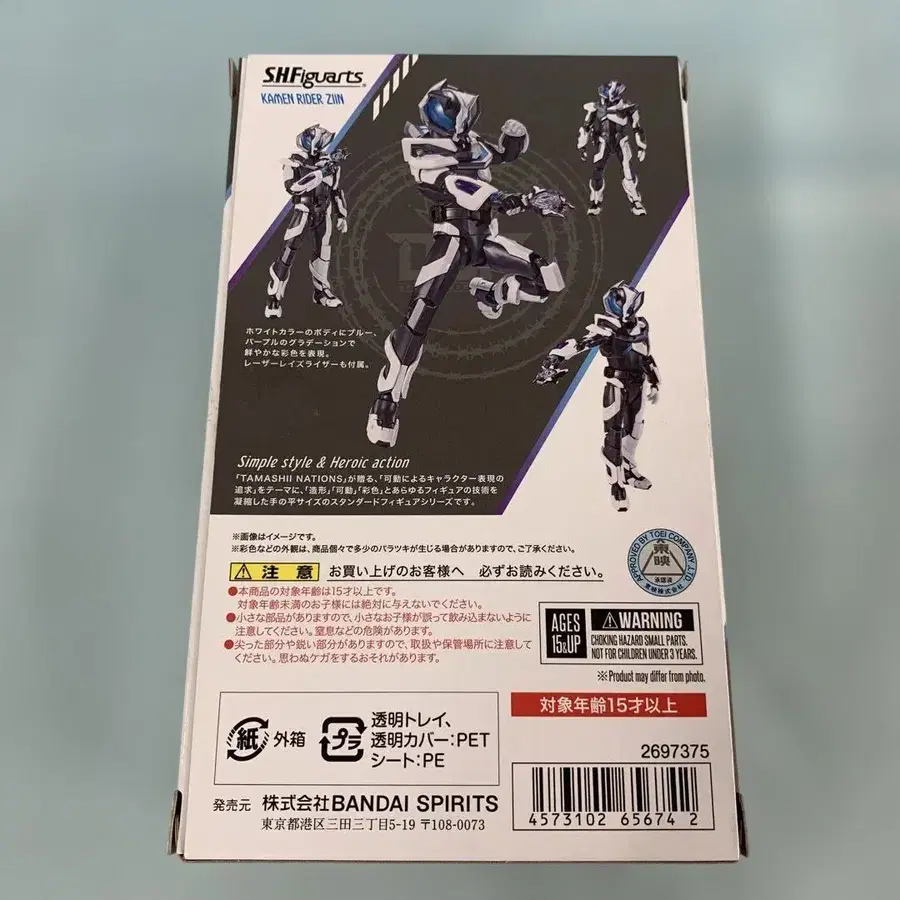 S.H.Figuarts
KAMEN RIDER ZIIN
ホワイトカラーのボディにブルー、
パープルのグラデーションで
鮮やかな彩色を表現。
レーザーレイズライザーも付属。
Simple style & Heroic action
「TAMASHII NATIONS」が贈る、「可動によるキャラクター表現の
追求」をテーマに、「造形」「可動」「彩色」とあらゆるフィギュアの技術を
凝縮した手の平サイズのスタンダードフィギュアシリーズです。
※画像はイメージです。
※彩色などの外観は、商品個々で多少のバラツキが生じる場合がありますので、ご了承ください。
APPROVED BY TOEI COMPANY, LTD
東映
承認済
東映株式会社
注意 お買い上げのお客様へ 必ずお読みください。
●本商品の対象年齢は15才以上です。
対象年齢未満のお子様には絶対に与えないでください。
●小さな部品がありますので、小さなお子様が誤って飲み込まないように
注意してください。窒息などの危険があります。
●尖った部分や鋭い部分がありますので、取扱や保管場所に注意して
ください。思わぬケガをするおそれがあります。
AGES
15&UP
WARNING
CHOKING HAZARD SMALL PARTS.
NOT FOR CHILDREN UNDER 3 YEARS.
※Product may differ from photo.
対象年齢15才以上
紙 外箱
プラ
透明トレイ、
透明カバー:PET
シート:PE
2697375
4573102 656742
発売元 株式会社BANDAI SPIRITS
東京都港区三田三丁目5-19 〒108-0073